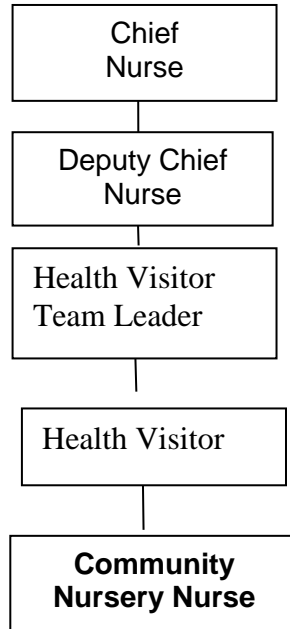 Chief
Nurse
Deputy Chief
Nurse
Health Visitor
Team Leader
Health Visitor
Community
Nursery Nurse